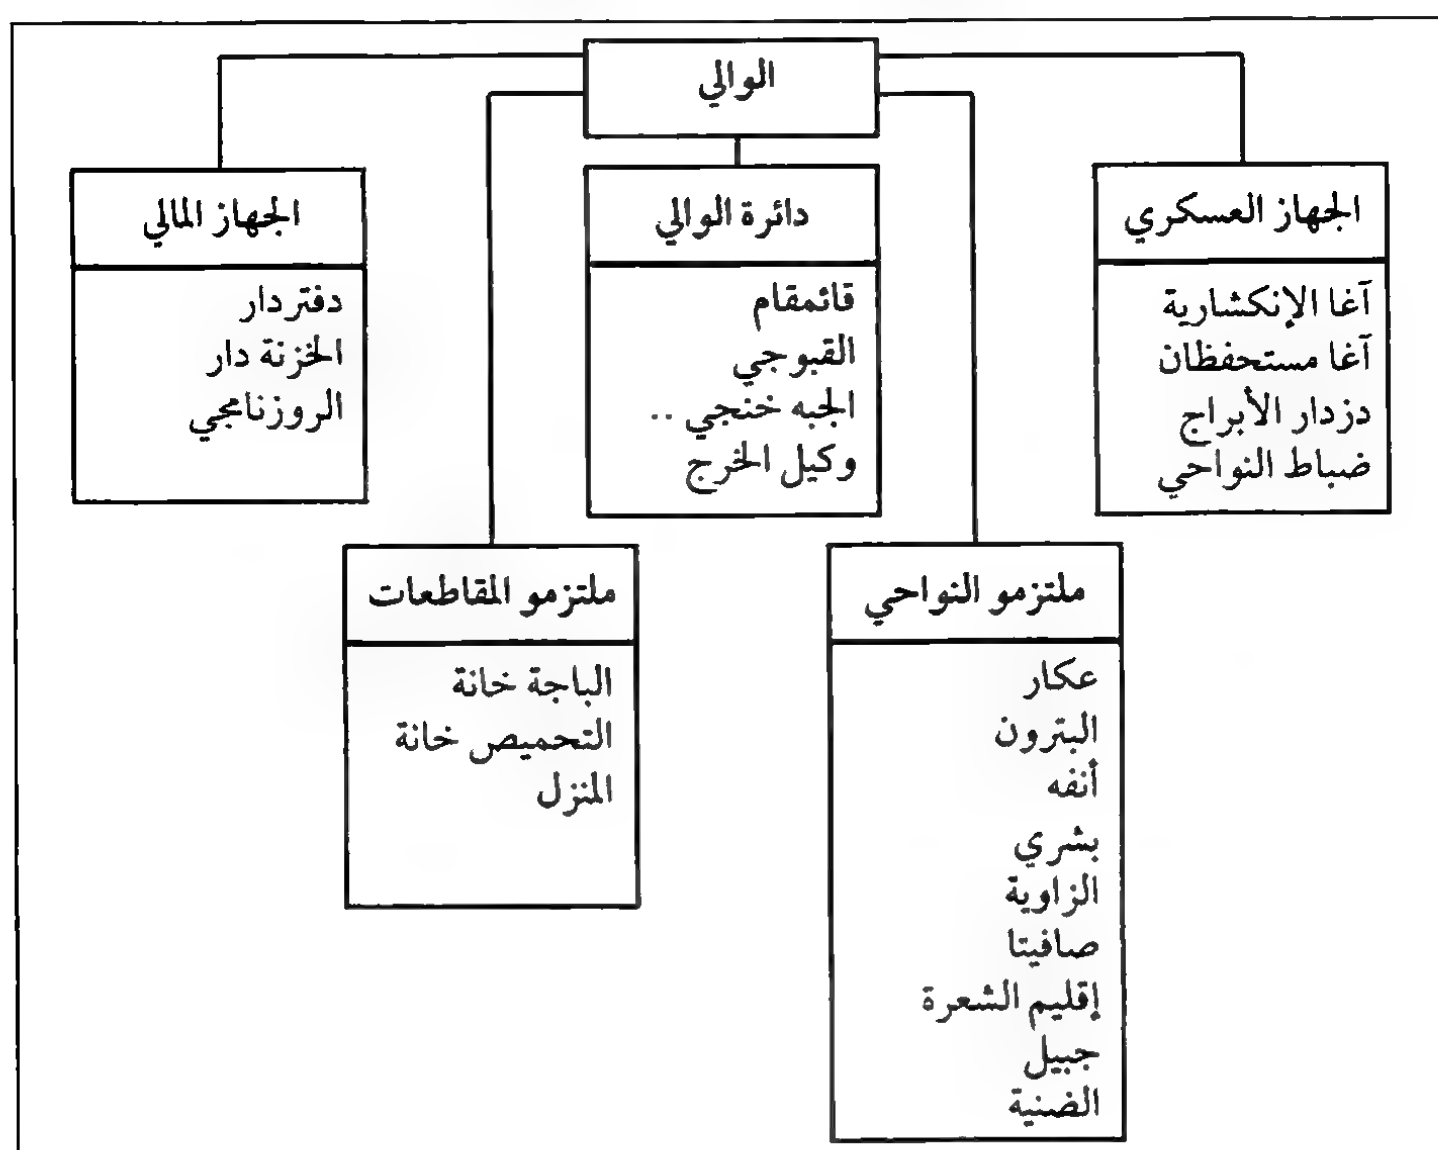 الوالي
الجهاز العسكري
آغا الإنكشارية
آغا مستحفظان
دزدار الأبراج
ضباط النواحي
دائرة الوالي
قائمقام
القبوجي
الجبه خنجي ..
وكيل الخرج
الجهاز المالي
دفتردار
الخزنة دار
الروزنامجي
ملتزمو النواحي
عكار
البترون
أنفه
بشري
الزاوية
صافيتا
إقليم الشعرة
جبيل
الضنية
ملتزمو المقاطعات
الباجة خانة
التحميص خانة
المنزل